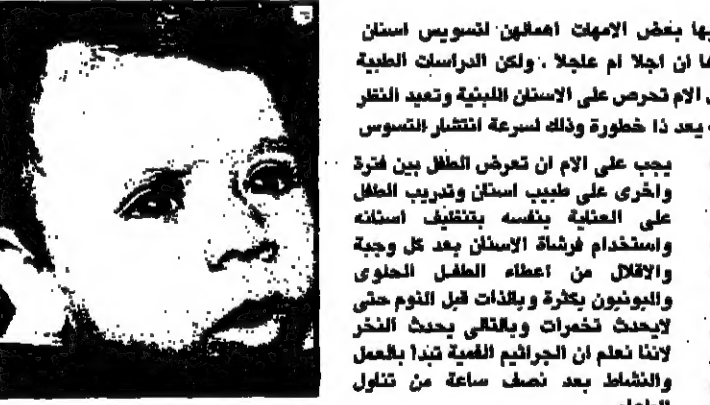 يها بعض الامهات اهمالهن لتسويس اسنان
ان اجلا ام عاجلا . ولكن الدراسات الطبية
الام تحرص على الاسنان اللبنية وتعيد النظر
يعد ذا خطورة وذلك لسرعة انتشار التسوس
يجب على الام ان تعرض الطفل بين فترة
واخرى على طبيب اسنان وتدريب الطفل
على العناية بنفسه بتنظيف اسنانه
واستخدام فرشاة الاسنان بعد كل وجبة
والاقلال من اعطاء الطفل الحلوى
والبونبون بكثرة وبالذات قبل النوم حتى
لايحدث تخمرات وبالتالى يحدث النخر
لاننا نعلم ان الجراثيم الفمية تبدا بالعمل
والنشاط بعد نصف ساعة من تناول